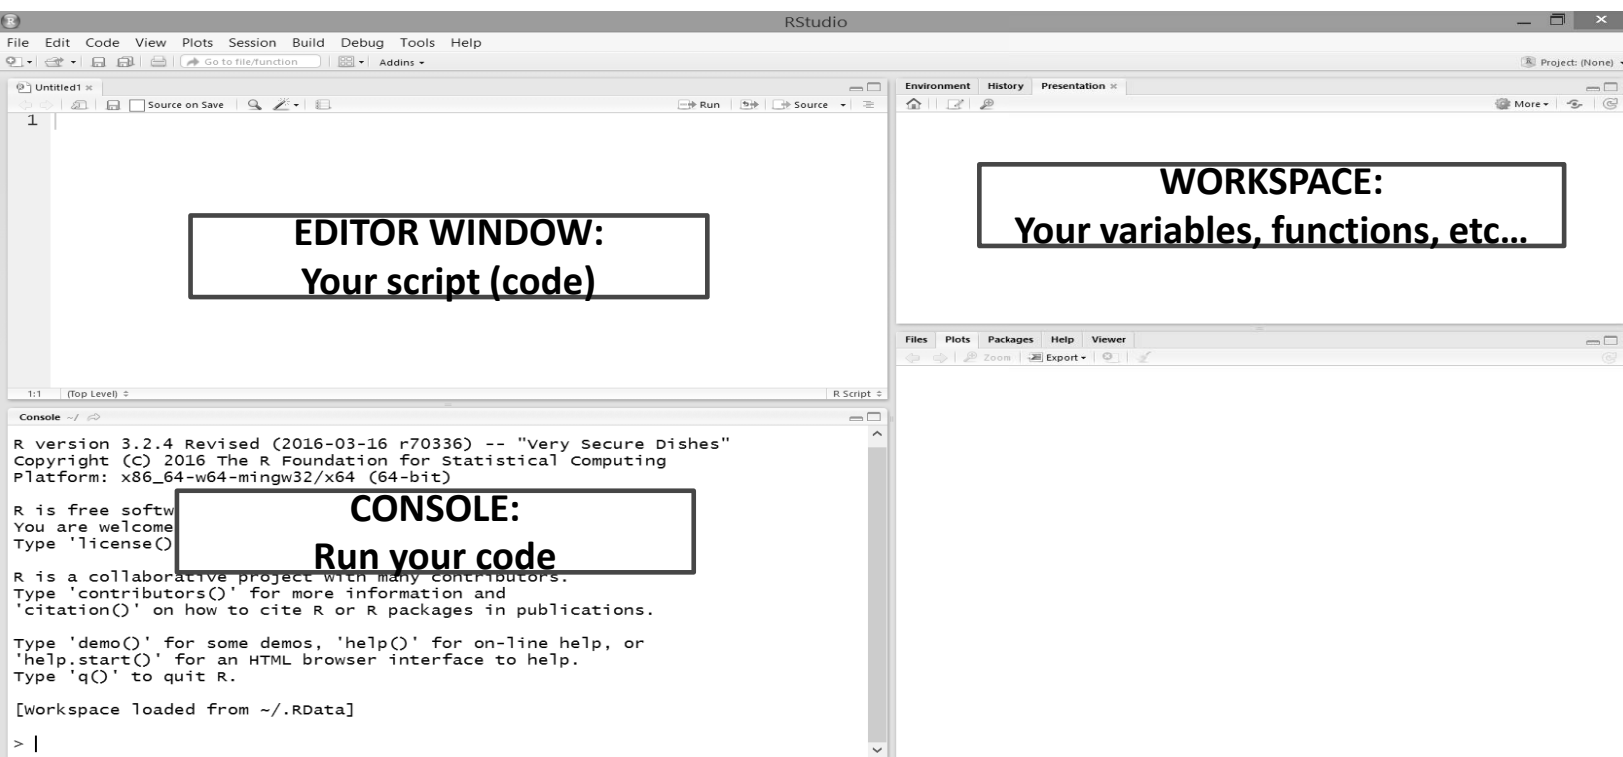 RStudio
File Edit Code View Plots Session Build Debug Tools Help
Go to file/function Addins Project: (None)
Untitled1
Source on Save Run Source
1
EDITOR WINDOW:
Your script (code)
1:1 (Top Level) R Script
Console ~/
R version 3.2.4 Revised (2016-03-16 r70336) -- "Very Secure Dishes"
Copyright (C) 2016 The R Foundation for Statistical Computing
Platform: x86_64-w64-mingw32/x64 (64-bit)
R is free softw
You are welcome
Type 'license()
CONSOLE:
Run your code
R is a collaborative project with many contributors.
Type 'contributors()' for more information and
'citation()' on how to cite R or R packages in publications.
Type 'demo()' for some demos, 'help()' for on-line help, or
'help.start()' for an HTML browser interface to help.
Type 'q()' to quit R.
[Workspace loaded from ~/.RData]
>
Environment History Presentation
More
WORKSPACE:
Your variables, functions, etc...
Files Plots Packages Help Viewer
Zoom Export